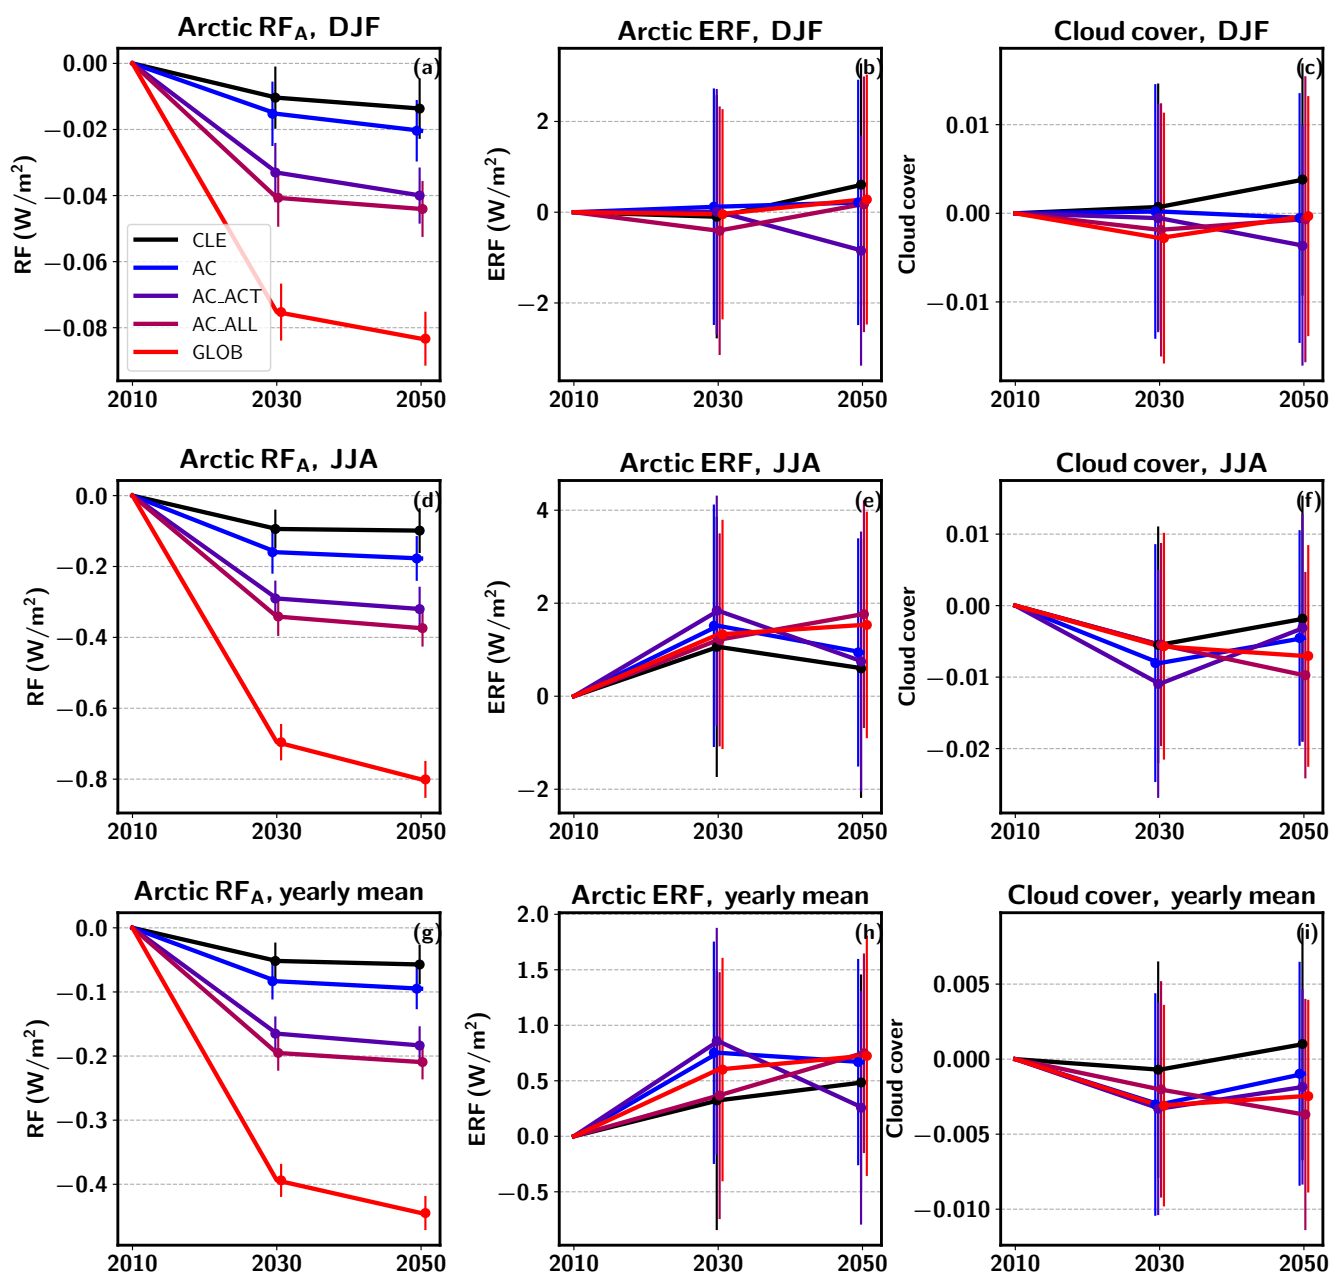 Arctic RF_A, DJF
Arctic ERF, DJF
Cloud cover, DJF
(a)
(b)
(c)
RF (W/m²)
0.00
−0.02
−0.04
−0.06
−0.08
CLE
AC
AC_ACT
AC_ALL
GLOB
2010 2030 2050
ERF (W/m²)
2
0
−2
2010 2030 2050
Cloud cover
0.01
0.00
−0.01
2010 2030 2050
Arctic RF_A, JJA
Arctic ERF, JJA
Cloud cover, JJA
(d)
(e)
(f)
RF (W/m²)
0.0
−0.2
−0.4
−0.6
−0.8
2010 2030 2050
ERF (W/m²)
4
2
0
−2
2010 2030 2050
Cloud cover
0.01
0.00
−0.01
−0.02
2010 2030 2050
Arctic RF_A, yearly mean
Arctic ERF, yearly mean
Cloud cover, yearly mean
(g)
(h)
(i)
RF (W/m²)
0.0
−0.1
−0.2
−0.3
−0.4
2010 2030 2050
ERF (W/m²)
2.0
1.5
1.0
0.5
0.0
−0.5
2010 2030 2050
Cloud cover
0.005
0.000
−0.005
−0.010
2010 2030 2050